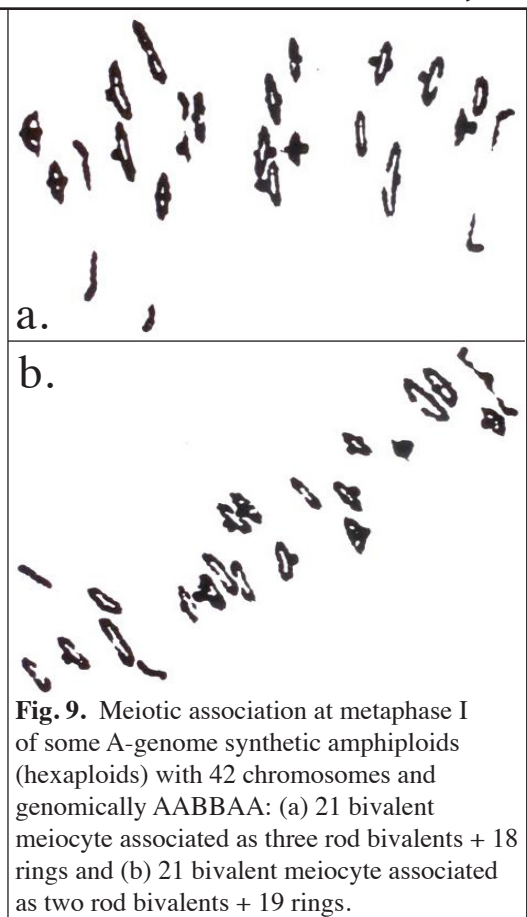 a.
b.
Fig. 9. Meiotic association at metaphase I
of some A-genome synthetic amphiploids
(hexaploids) with 42 chromosomes and
genomically AABBAA: (a) 21 bivalent
meiocyte associated as three rod bivalents + 18
rings and (b) 21 bivalent meiocyte associated
as two rod bivalents + 19 rings.